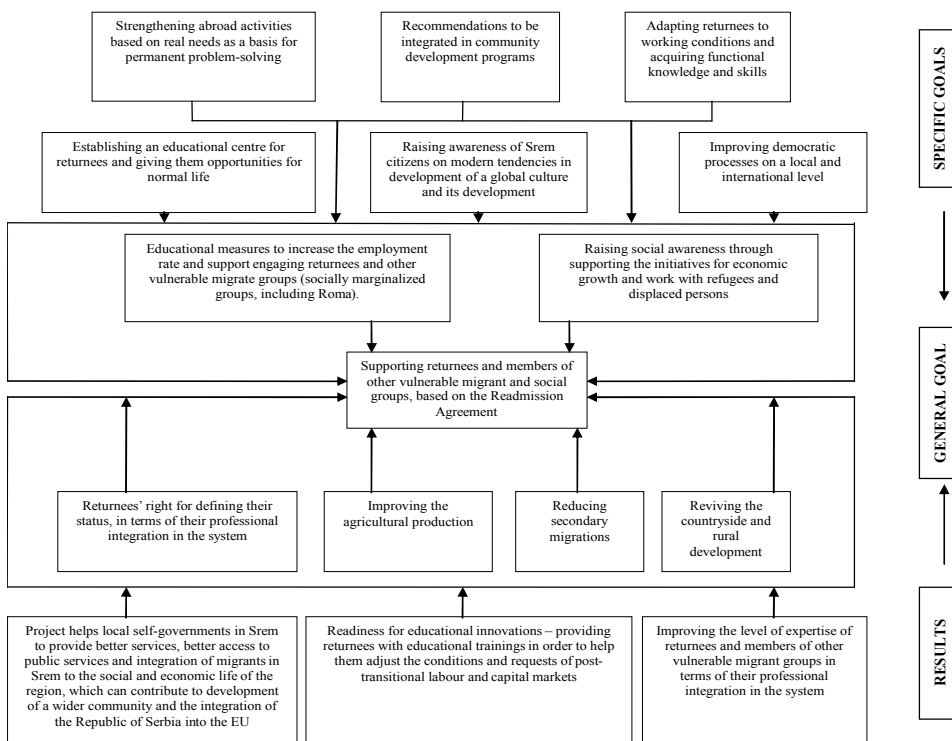 Strengthening abroad activities
based on real needs as a basis for
permanent problem-solving
Recommendations to
be integrated in community
development programs
Adapting returnees to
working conditions and
acquiring functional
knowledge and skills
SPECIFIC GOALS
Establishing an educational centre for
returnees and giving them opportunities for
normal life
Raising awareness of Srem
citizens on modern tendencies in
development of a global culture
and its development
Improving democratic
processes on a local and
international level
Educational measures to increase the employment
rate and support engaging returnees and other
vulnerable migrate groups (socially marginalized
groups, including Roma).
Raising social awareness through
supporting the initiatives for economic
growth and work with refugees and
displaced persons
GENERAL GOAL
Supporting returnees and members of
other vulnerable migrant and social
groups, based on the Readmission
Agreement
Returnees’ right for defining their
status, in terms of their professional
integration in the system
Improving the
agricultural production
Reducing
secondary
migrations
Reviving the
countryside and
rural
development
RESULTS
Project helps local self-governments in Srem
to provide better services, better access to
public services and integration of migrants in
Srem to the social and economic life of the
region, which can contribute to development
of a wider community and the integration of
the Republic of Serbia into the EU
Readiness for educational innovations – providing
returnees with educational trainings in order to help
them adjust the conditions and requests of post-
transitional labour and capital markets
Improving the level of expertise of
returnees and members of other
vulnerable migrant groups in
terms of their professional
integration in the system